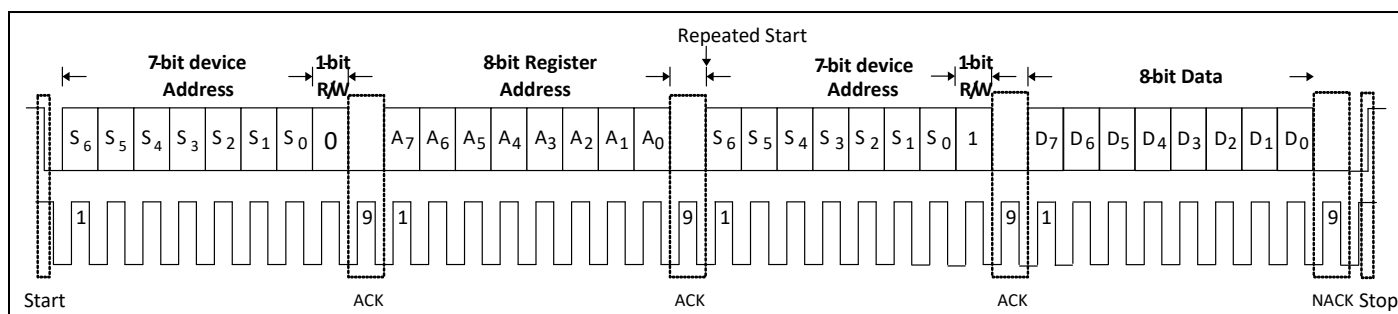 Repeated Start
7-bit device Address
1-bit R/W
8-bit Register Address
7-bit device Address
1-bit R/W
8-bit Data
S6 S5 S4 S3 S2 S1 S0 0 A7 A6 A5 A4 A3 A2 A1 A0 S6 S5 S4 S3 S2 S1 S0 1 D7 D6 D5 D4 D3 D2 D1 D0
1 9 1 9 1 9 1 9
Start ACK ACK ACK NACK Stop